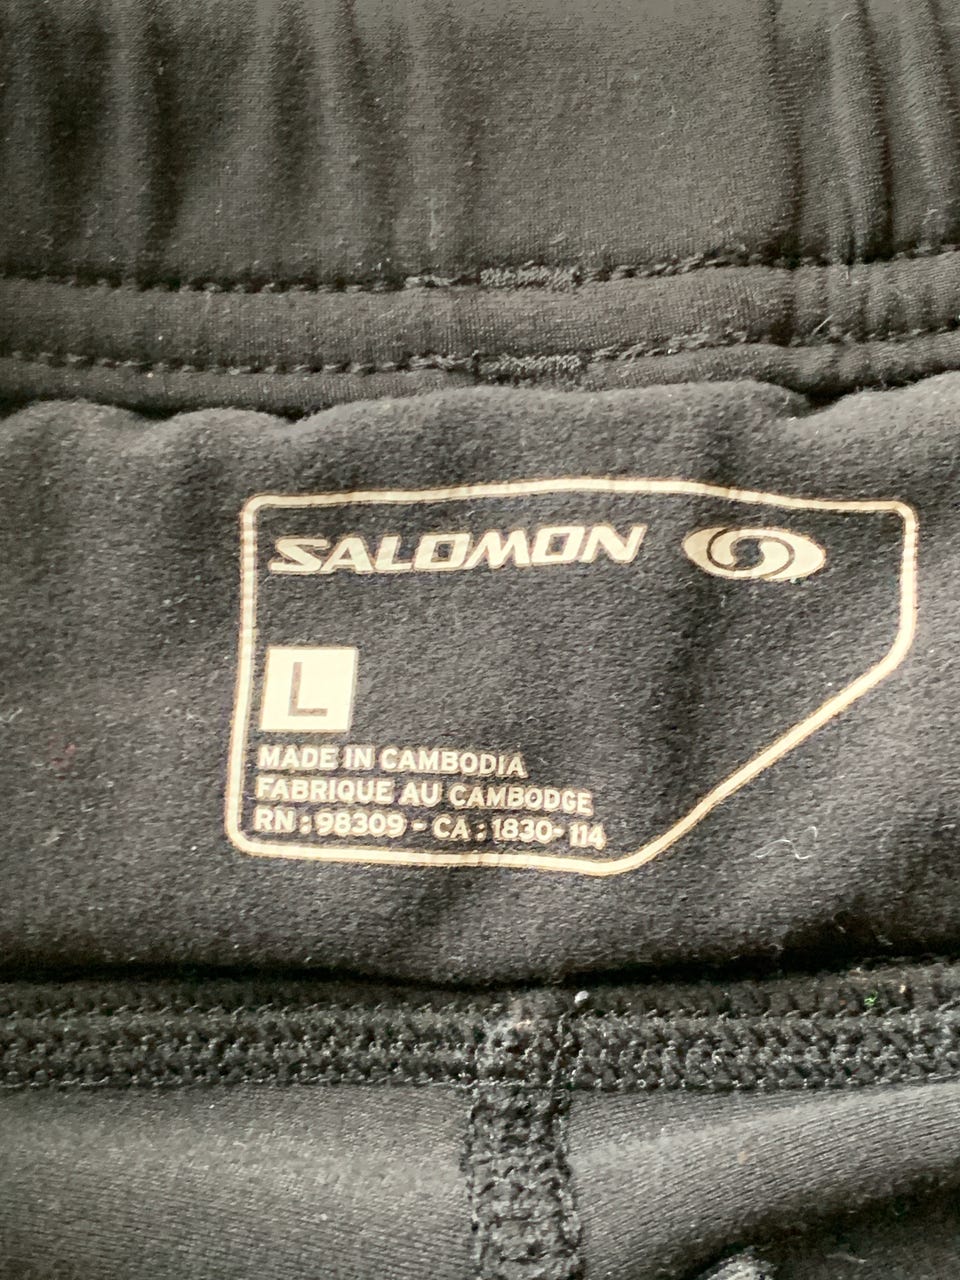 SALOMON
L
MADE IN CAMBODIA
FABRIQUE AU CAMBODGE
RN : 98309 - CA : 1830-114